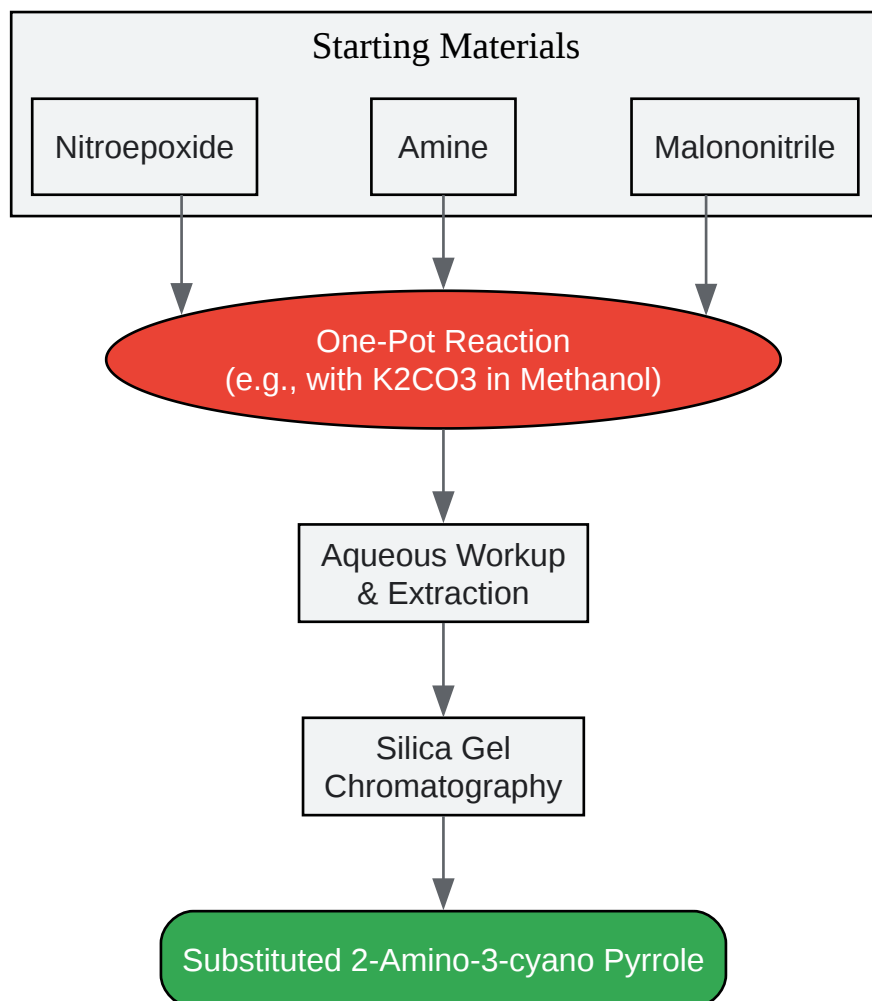 Starting Materials
Nitroepoxide
Amine
Malononitrile
One-Pot Reaction
(e.g., with K2CO3 in Methanol)
Aqueous Workup
& Extraction
Silica Gel
Chromatography
Substituted 2-Amino-3-cyano Pyrrole